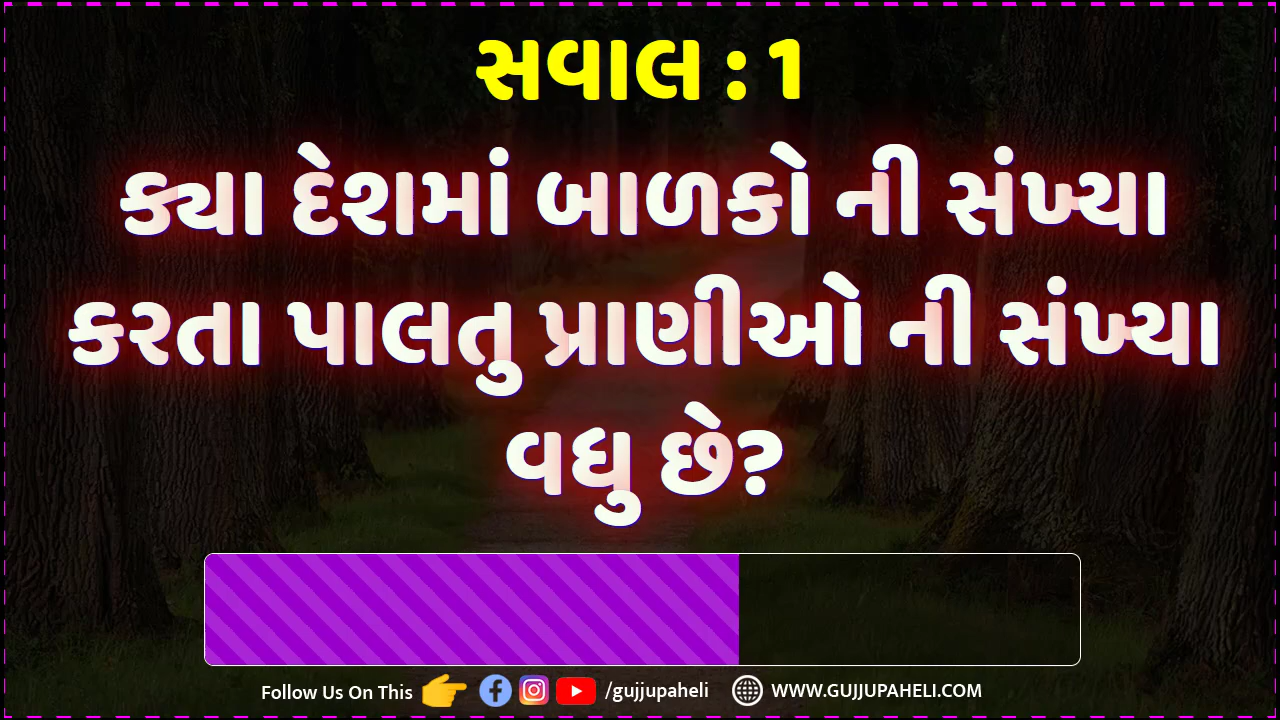 સવાલ : 1
ક્યા દેશમાં બાળકો ની સંખ્યા
કરતા પાલતુ પ્રાણીઓ ની સંખ્યા
વધુ છે?
Follow Us On This /gujjupaheli WWW.GUJJUPAHELI.COM